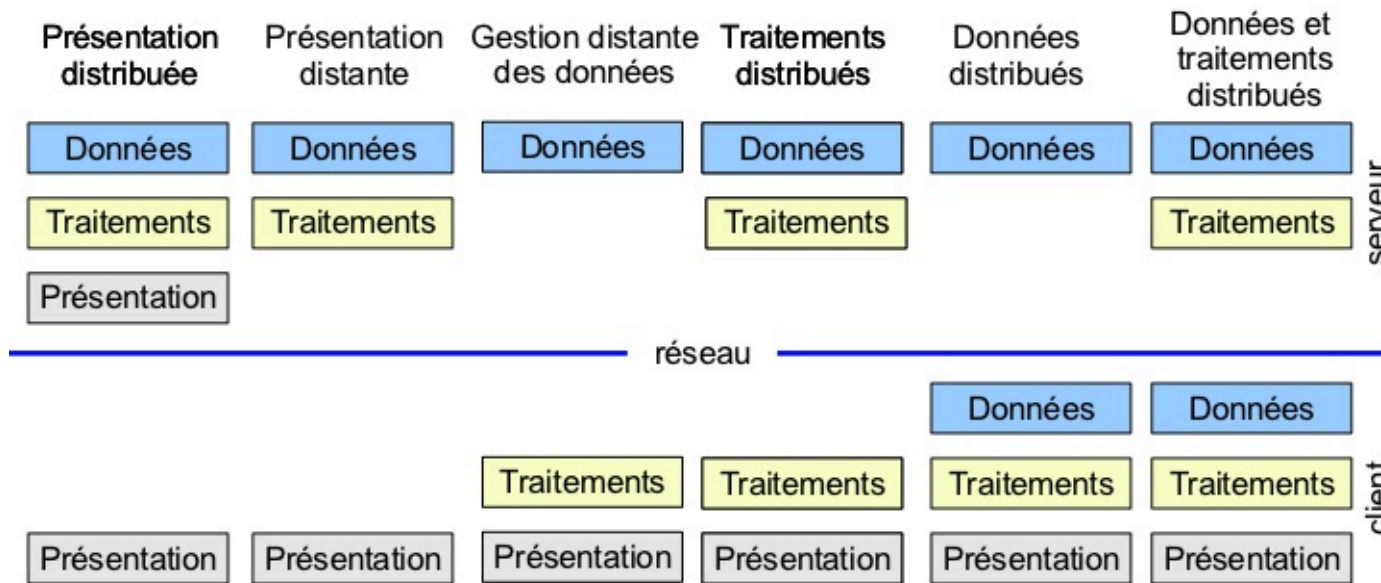 Présentation distribuée
Présentation distante
Gestion distante des données
Traitements distribués
Données distribués
Données et traitements distribués
Données Données Données Données Données Données
Traitements Traitements Traitements Traitements
Présentation
serveur
réseau
Données Données
Traitements Traitements Traitements Traitements
Présentation Présentation Présentation Présentation Présentation Présentation
client